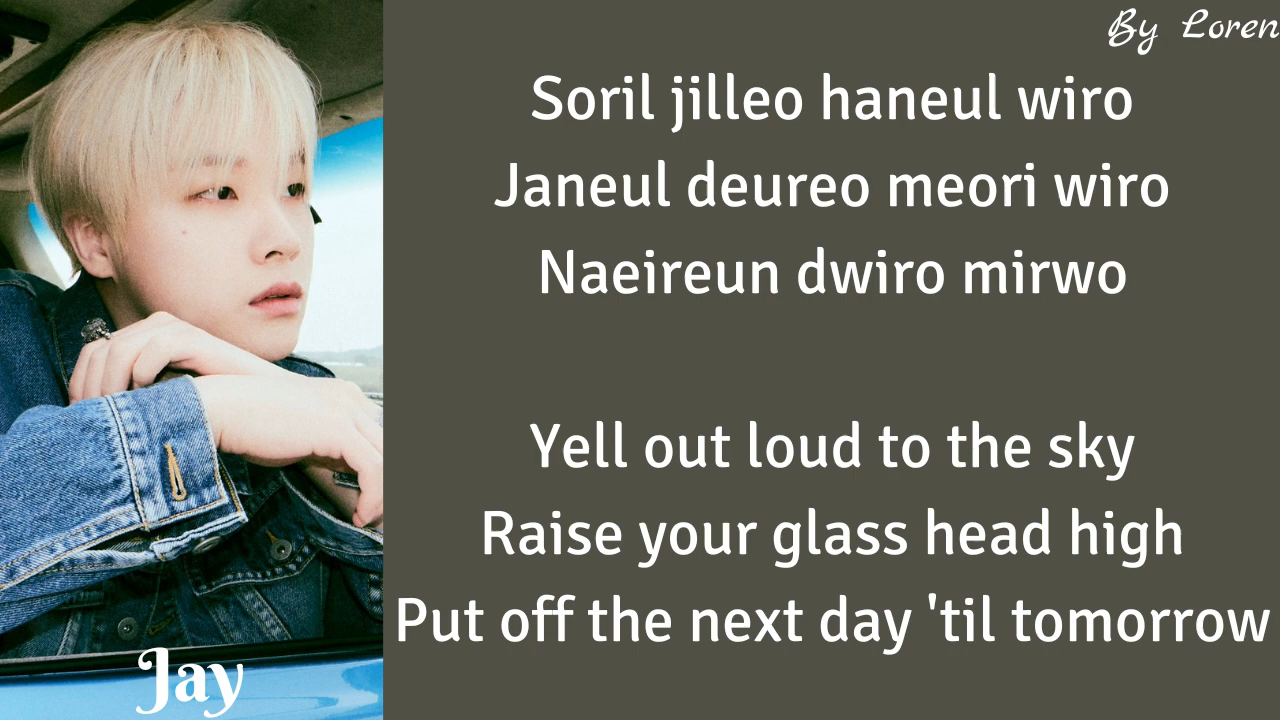 By Loren
Soril jilleo haneul wiro
Janeul deureo meori wiro
Naeireun dwiro mirwo
Yell out loud to the sky
Raise your glass head high
Put off the next day 'til tomorrow
Jay